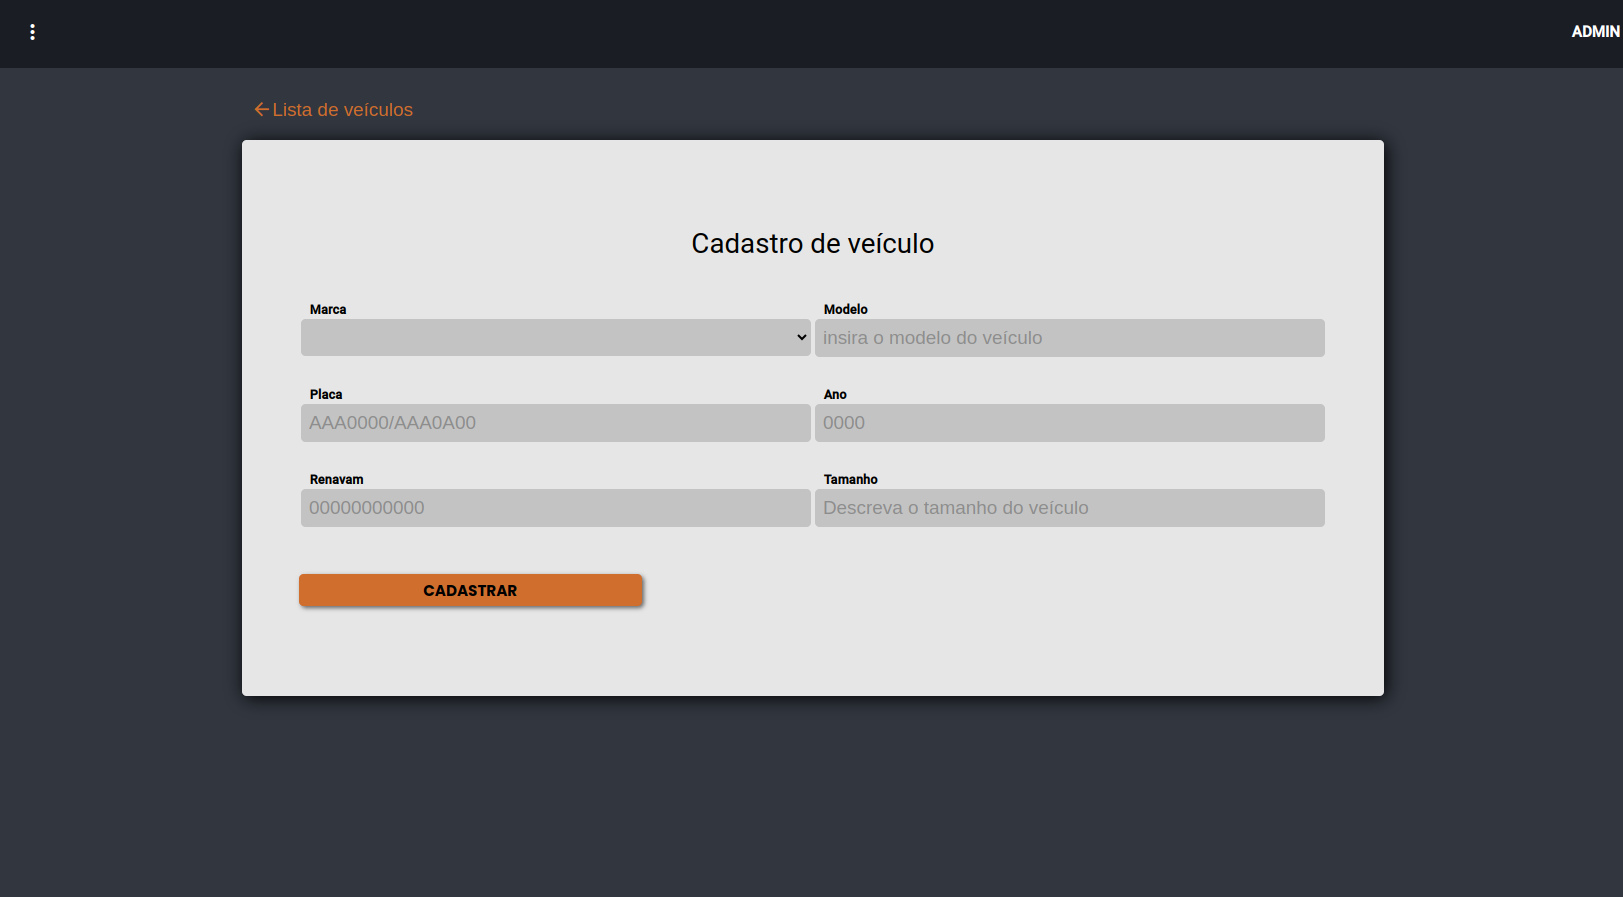 ADMIN
Lista de veículos
Cadastro de veículo
Marca
Modelo
insira o modelo do veículo
Placa
Ano
AAA0000/AAA0A00
0000
Renavam
Tamanho
00000000000
Descreva o tamanho do veículo
CADASTRAR